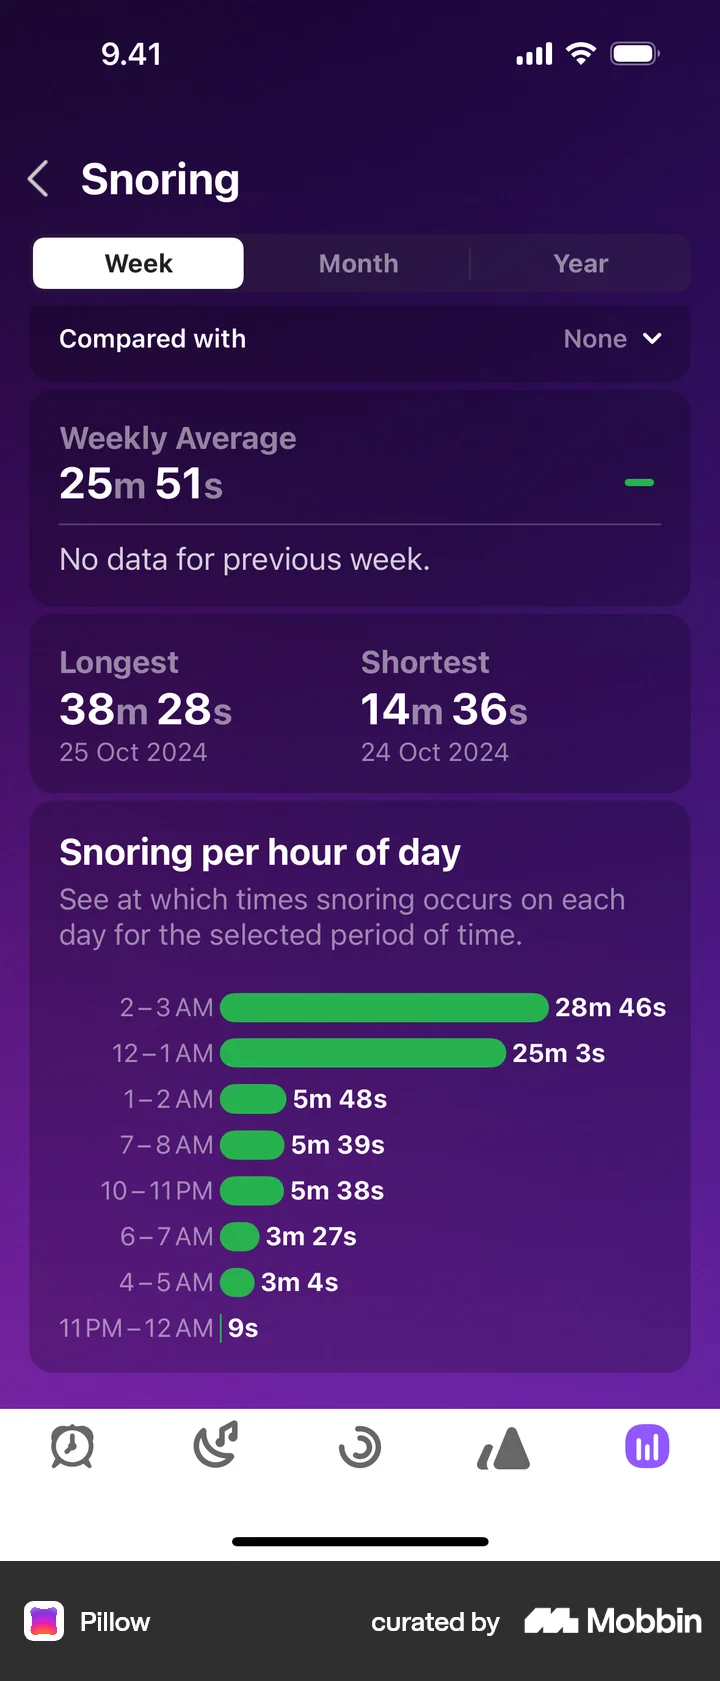 9.41
Snoring
Week Month Year
Compared with None
Weekly Average
25m 51s
No data for previous week.
Longest Shortest
38m 28s 14m 36s
25 Oct 2024 24 Oct 2024
Snoring per hour of day
See at which times snoring occurs on each
day for the selected period of time.
2–3 AM 28m 46s
12–1 AM 25m 3s
1–2 AM 5m 48s
7–8 AM 5m 39s
10–11 PM 5m 38s
6–7 AM 3m 27s
4–5 AM 3m 4s
11 PM–12 AM 9s
Pillow curated by Mobbin